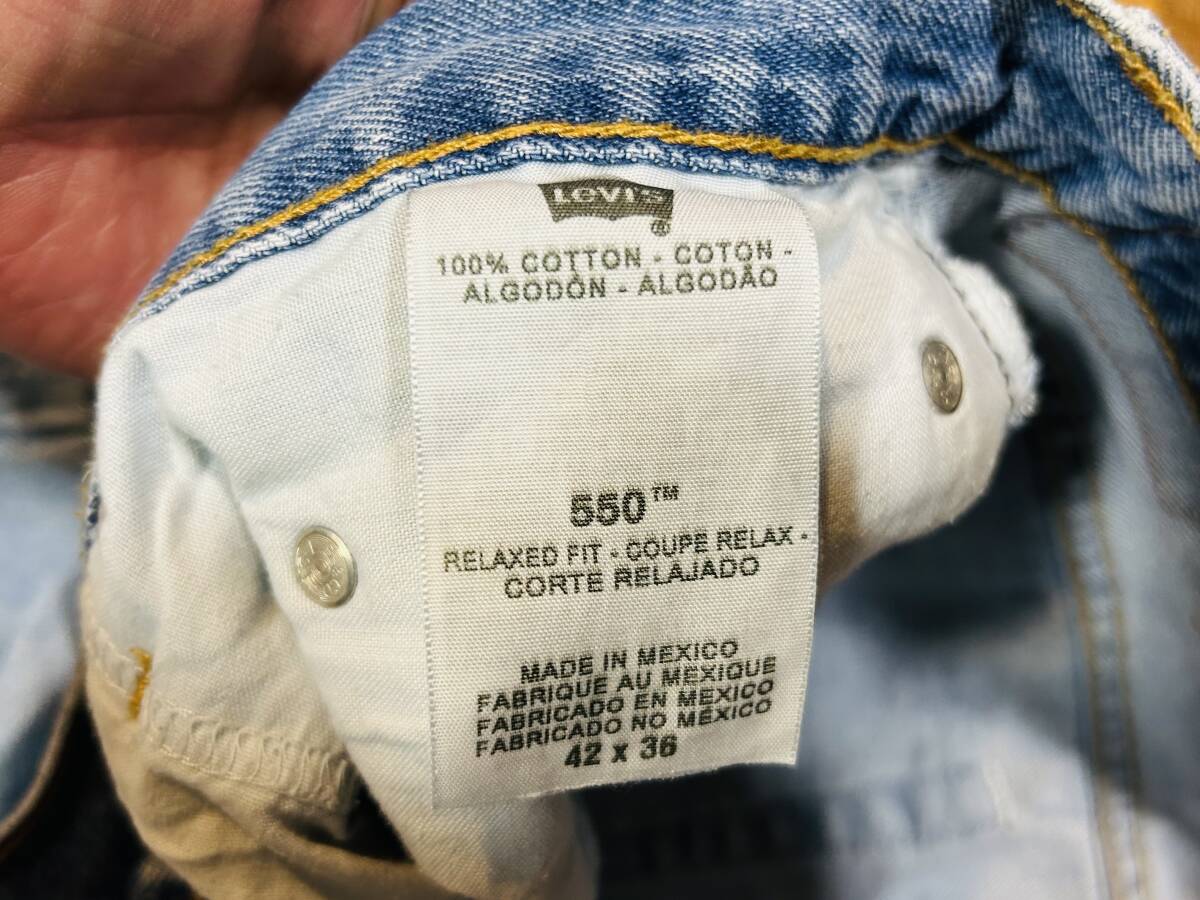 Levi's
®
100% COTTON - COTON -
ALGODÓN - ALGODÃO
550™
RELAXED FIT - COUPE RELAX -
CORTE RELAJADO
MADE IN MEXICO
FABRIQUE AU MEXIQUE
FABRICADO EN MEXICO
FABRICADO NO MÉXICO
42 x 36